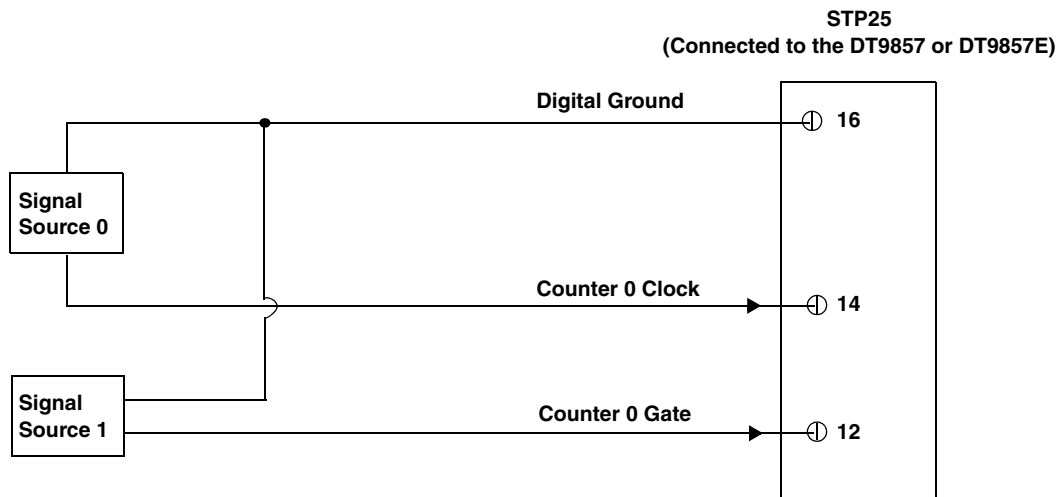 STP25
(Connected to the DT9857 or DT9857E)
Digital Ground
16
Signal
Source 0
Counter 0 Clock
14
Signal
Source 1
Counter 0 Gate
12